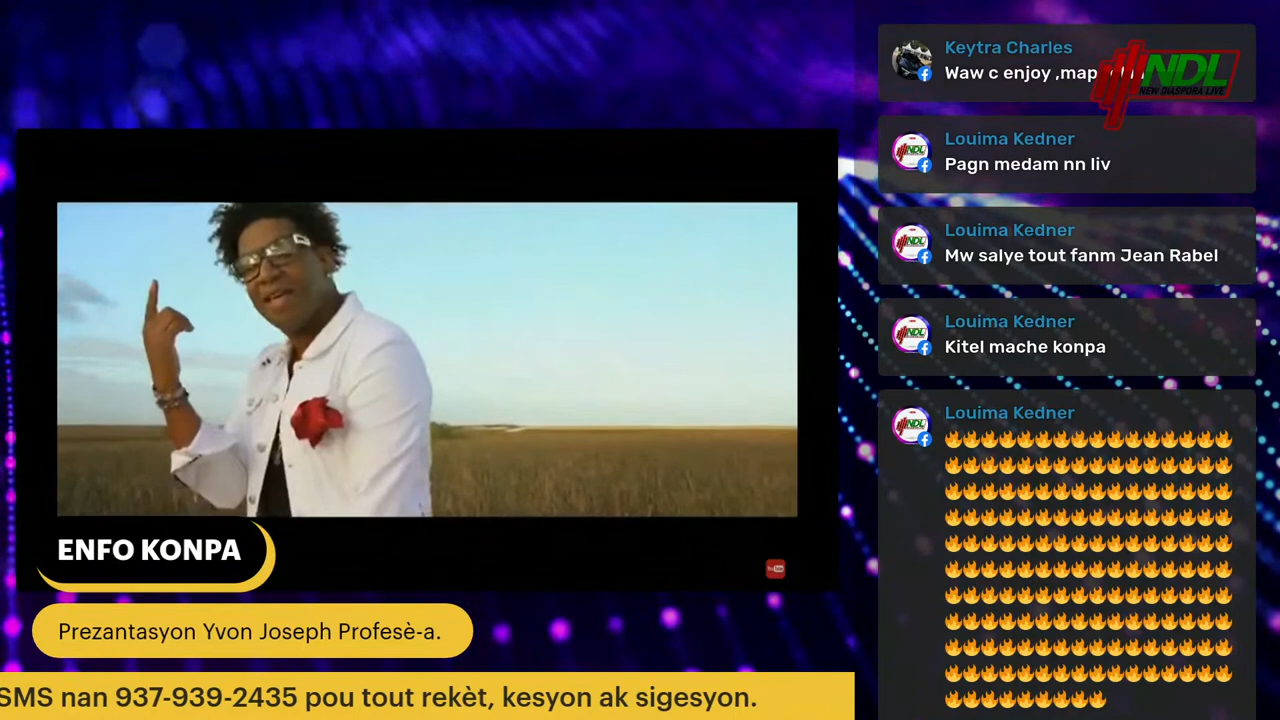 Keytra Charles
Waw c enjoy ,map
NDL
NEW DIASPORA LIVE
Louima Kedner
Pagn medam nn liv
Louima Kedner
Mw salye tout fanm Jean Rabel
Louima Kedner
Kitel mache konpa
Louima Kedner
🔥🔥🔥🔥🔥🔥🔥🔥🔥🔥🔥🔥🔥🔥🔥🔥
🔥🔥🔥🔥🔥🔥🔥🔥🔥🔥🔥🔥🔥🔥🔥🔥
🔥🔥🔥🔥🔥🔥🔥🔥🔥🔥🔥🔥🔥🔥🔥🔥
🔥🔥🔥🔥🔥🔥🔥🔥🔥🔥🔥🔥🔥🔥🔥🔥
🔥🔥🔥🔥🔥🔥🔥🔥🔥🔥🔥🔥🔥🔥🔥🔥
🔥🔥🔥🔥🔥🔥🔥🔥🔥🔥🔥🔥🔥🔥🔥🔥
🔥🔥🔥🔥🔥🔥🔥🔥🔥🔥🔥🔥🔥🔥🔥🔥
🔥🔥🔥🔥🔥🔥🔥🔥🔥🔥🔥🔥🔥🔥🔥🔥
🔥🔥🔥🔥🔥🔥🔥🔥🔥🔥🔥🔥🔥🔥🔥🔥
🔥🔥🔥🔥🔥🔥🔥🔥🔥🔥🔥🔥🔥🔥🔥🔥
🔥🔥🔥🔥🔥🔥🔥🔥🔥
ENFO KONPA
Prezantasyon Yvon Joseph Profesè-a.
SMS nan 937-939-2435 pou tout rekèt, kesyon ak sigesyon.